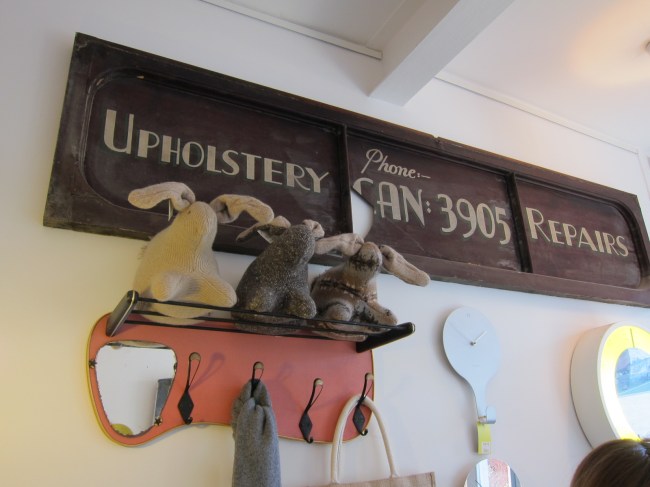 UPHOLSTERY
Phone:-
CAN: 3905
REPAIRS